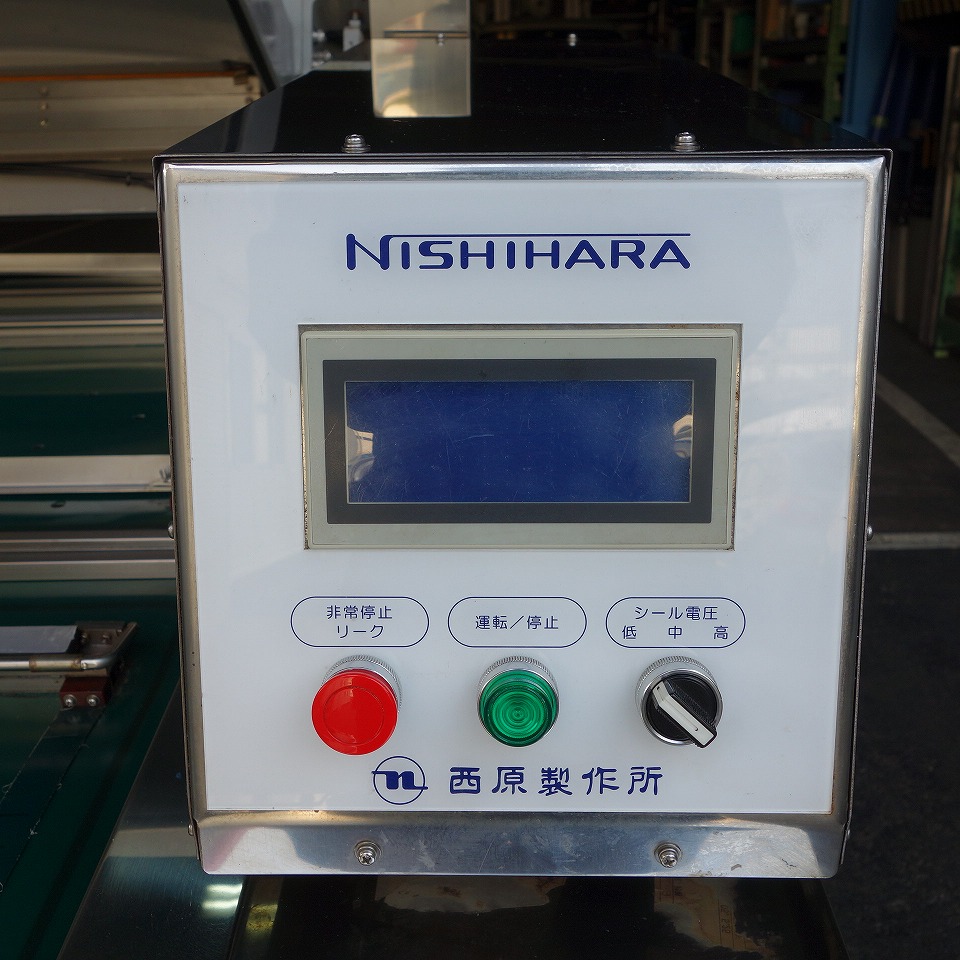 NISHIHARA
非常停止
リーク
運転／停止
シール電圧
低 中 高
n 西原製作所